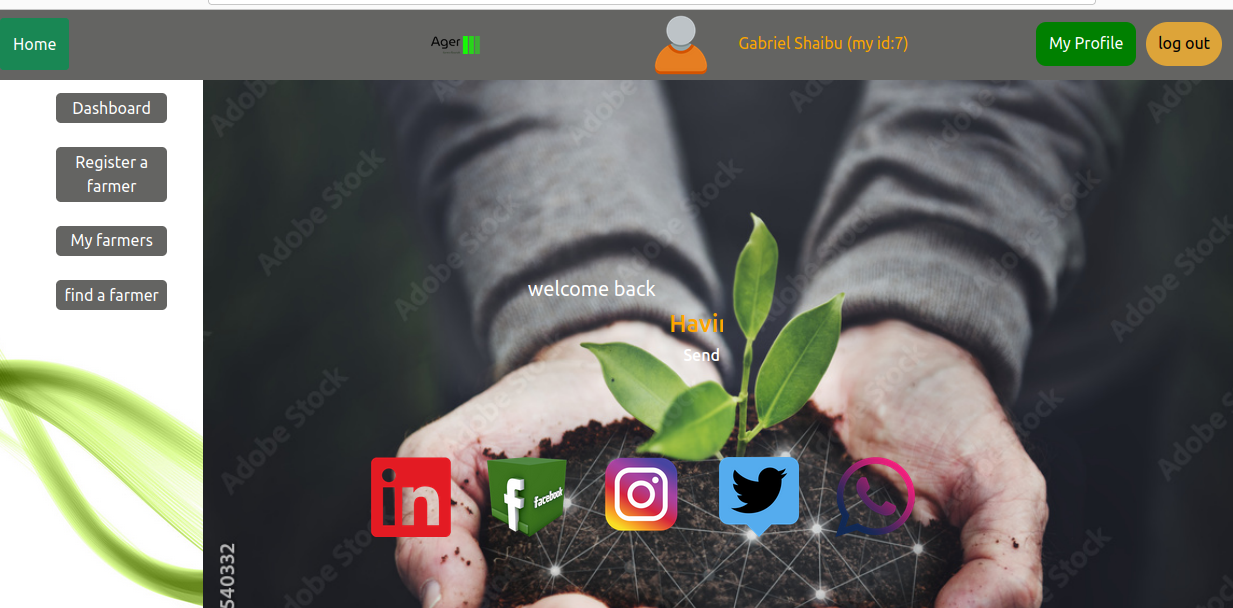 Home
Ager
Gabriel Shaibu (my id:7)
My Profile
log out
Dashboard
Register a
farmer
My farmers
find a farmer
welcome back
Send
in
f facebook
Adobe Stock
540332